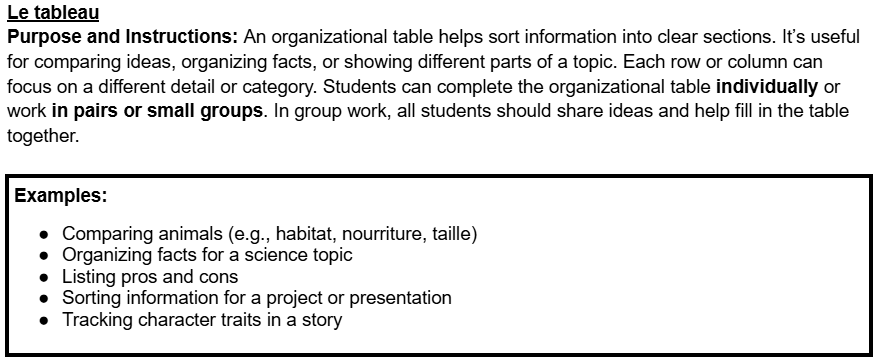 Le tableau
Purpose and Instructions: An organizational table helps sort information into clear sections. It’s useful
for comparing ideas, organizing facts, or showing different parts of a topic. Each row or column can
focus on a different detail or category. Students can complete the organizational table individually or
work in pairs or small groups. In group work, all students should share ideas and help fill in the table
together.
Examples:
● Comparing animals (e.g., habitat, nourriture, taille)
● Organizing facts for a science topic
● Listing pros and cons
● Sorting information for a project or presentation
● Tracking character traits in a story